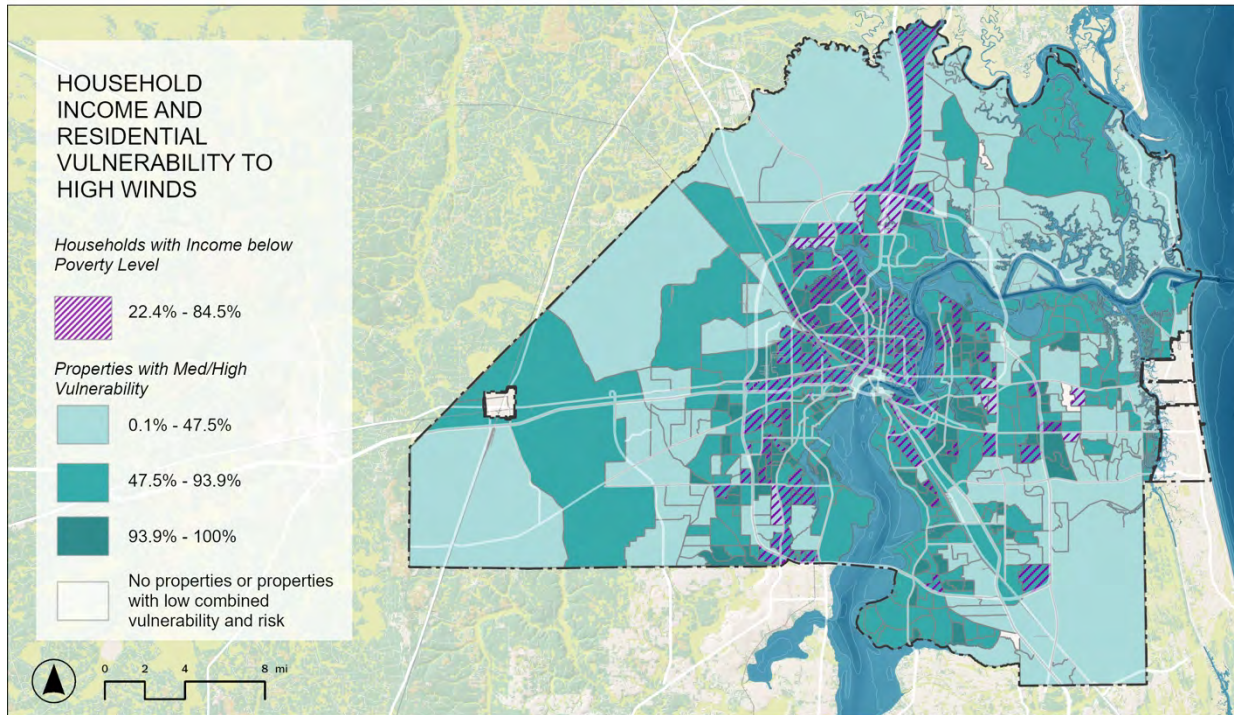 HOUSEHOLD
INCOME AND
RESIDENTIAL
VULNERABILITY TO
HIGH WINDS
Households with Income below
Poverty Level
22.4% - 84.5%
Properties with Med/High
Vulnerability
0.1% - 47.5%
47.5% - 93.9%
93.9% - 100%
No properties or properties
with low combined
vulnerability and risk
0 2 4 8 mi